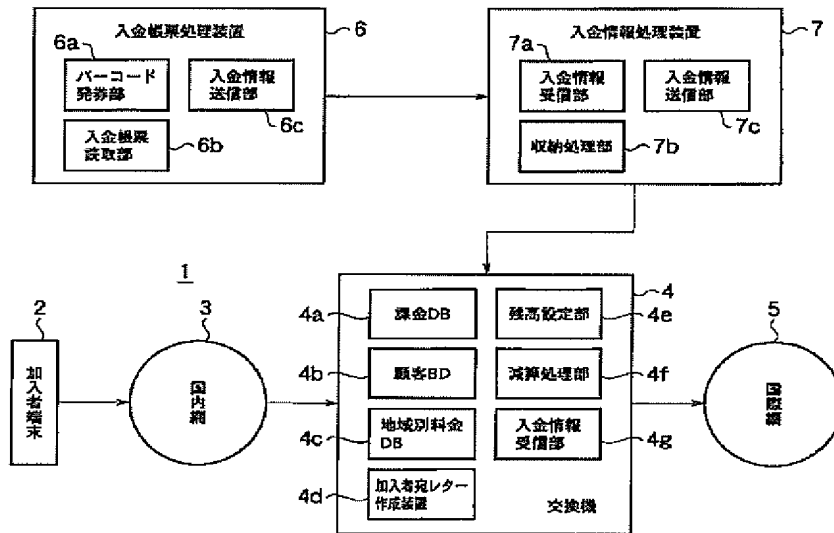 入金帳票処理装置
6
6a
バーコード
発券部
入金情報
送信部
6c
入金帳票
読取部
6b
入金情報処理装置
7
7a
入金情報
受信部
入金情報
送信部
7c
収納処理部
7b
1
2
加入者端末
3
国内網
4
4a
課金DB
残高設定部
4e
4b
顧客BD
減算処理部
4f
4c
地域別料金
DB
入金情報
受信部
4g
4d
加入者宛レター
作成装置
交換機
5
国際網